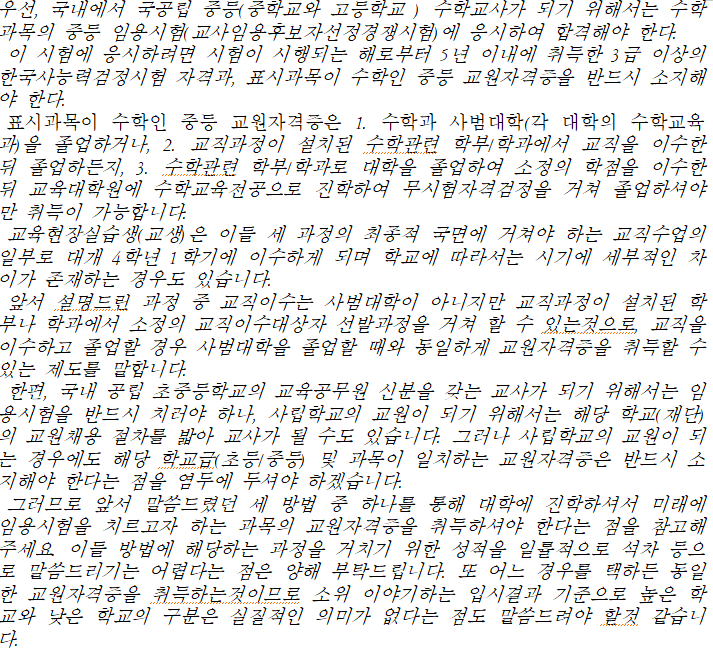 우선, 국내에서 국공립 중등(중학교와 고등학교 ) 수학교사가 되기 위해서는 수학
과목의 중등 임용시험(교사임용후보자선정경쟁시험)에 응시하여 합격해야 한다.
이 시험에 응시하려면 시험이 시행되는 해로부터 5년 이내에 취득한 3급 이상의
한국사능력검정시험 자격과, 표시과목이 수학인 중등 교원자격증을 반드시 소지해
야 한다.
표시과목이 수학인 중등 교원자격증은 1. 수학과 사범대학(각 대학의 수학교육
과)을 졸업하거나, 2. 교직과정이 설치된 수학관련 학부/학과에서 교직을 이수한
뒤 졸업하든지, 3. 수학관련 학부/학과로 대학을 졸업하여 소정의 학점을 이수한
뒤 교육대학원에 수학교육전공으로 진학하여 무시험자격검정을 거쳐 졸업하셔야
만 취득이 가능합니다.
교육현장실습생(교생)은 이들 세 과정의 최종적 국면에 거쳐야 하는 교직수업의
일부로 대개 4학년 1학기에 이수하게 되며 학교에 따라서는 시기에 세부적인 차
이가 존재하는 경우도 있습니다.
앞서 설명드린 과정 중 교직이수는 사범대학이 아니지만 교직과정이 설치된 학
부나 학과에서 소정의 교직이수대상자 선발과정을 거쳐 할 수 있는것으로, 교직을
이수하고 졸업할 경우 사범대학을 졸업할 때와 동일하게 교원자격증을 취득할 수
있는 제도를 말합니다.
한편, 국내 공립 초중등학교의 교육공무원 신분을 갖는 교사가 되기 위해서는 임
용시험을 반드시 치러야 하나, 사립학교의 교원이 되기 위해서는 해당 학교(재단)
의 교원채용 절차를 밟아 교사가 될 수도 있습니다. 그러나 사립학교의 교원이 되
는 경우에도 해당 학교급(초등/중등) 및 과목이 일치하는 교원자격증은 반드시 소
지해야 한다는 점을 염두에 두셔야 하겠습니다.
그러므로 앞서 말씀드렸던 세 방법 중 하나를 통해 대학에 진학하셔서 미래에
임용시험을 치르고자 하는 과목의 교원자격증을 취득하셔야 한다는 점을 참고해
주세요. 이들 방법에 해당하는 과정을 거치기 위한 성적을 일률적으로 석차 등으
로 말씀드리기는 어렵다는 점은 양해 부탁드립니다. 또 어느 경우를 택하든 동일
한 교원자격증을 취득하는것이므로 소위 이야기하는 입시결과 기준으로 높은 학
교와 낮은 학교의 구분은 실질적인 의미가 없다는 점도 말씀드려야 할것 같습니
다.